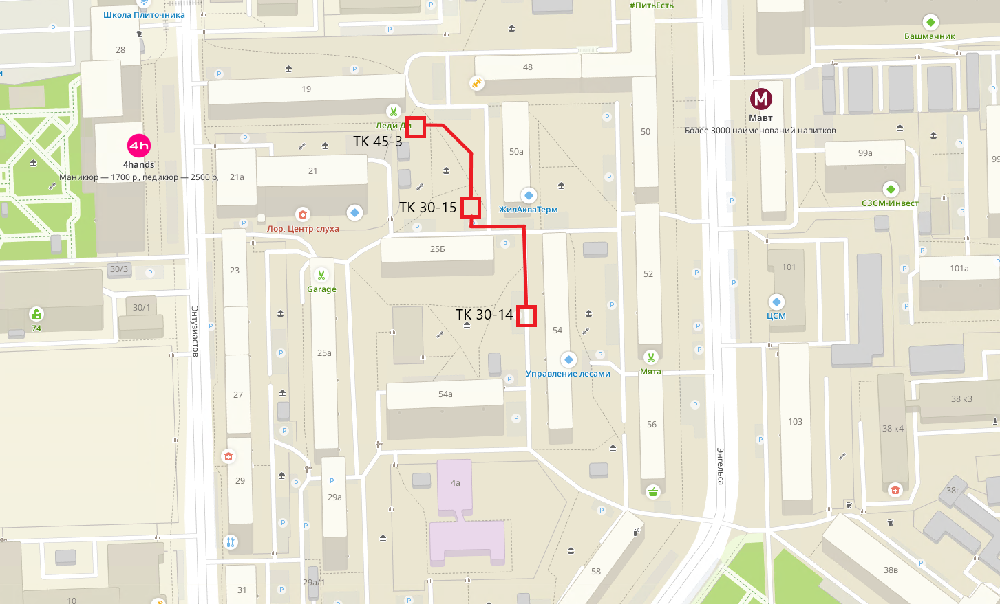 #ПитьЕсть
Школа Плиточника
Башмачник
28
48
19
Мавт
Более 3000 наименований напитков
Леди Ди
50
ТК 45-3
4h
4hands
Маникюр — 1700 р., педикюр — 2500 р.
50а
99а
99
21
21а
СЗСМ-Инвест
ТК 30-15
ЖилАкваТерм
Лор. Центр слуха
25Б
101
101а
30/3
23
52
Garage
30/1
ТК 30-14
ЦСМ
74
Энтузиастов
54
25а
Управление лесами
Мята
27
54а
38 к3
103
56
38 к4
Энгельса
29
4а
38г
29а
58
38в
29а/1
31
10